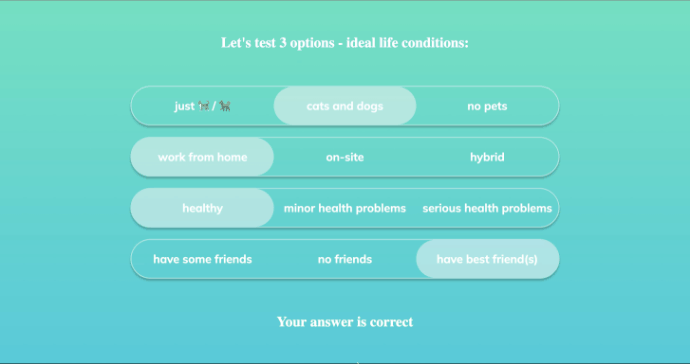 Let's test 3 options - ideal life conditions:
just 🐕 / 🐈 cats and dogs no pets
work from home on-site hybrid
healthy minor health problems serious health problems
have some friends no friends have best friend(s)
Your answer is correct